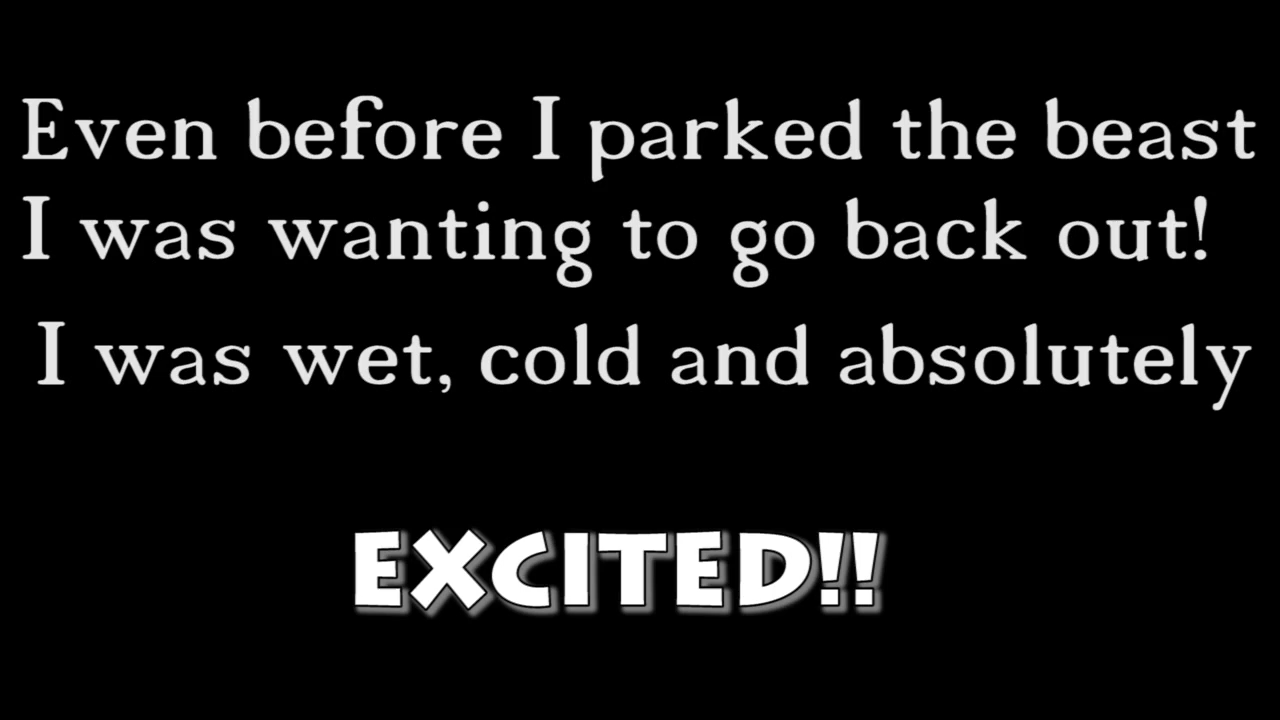 Even before I parked the beast
I was wanting to go back out!
I was wet, cold and absolutely
EXCITED!!